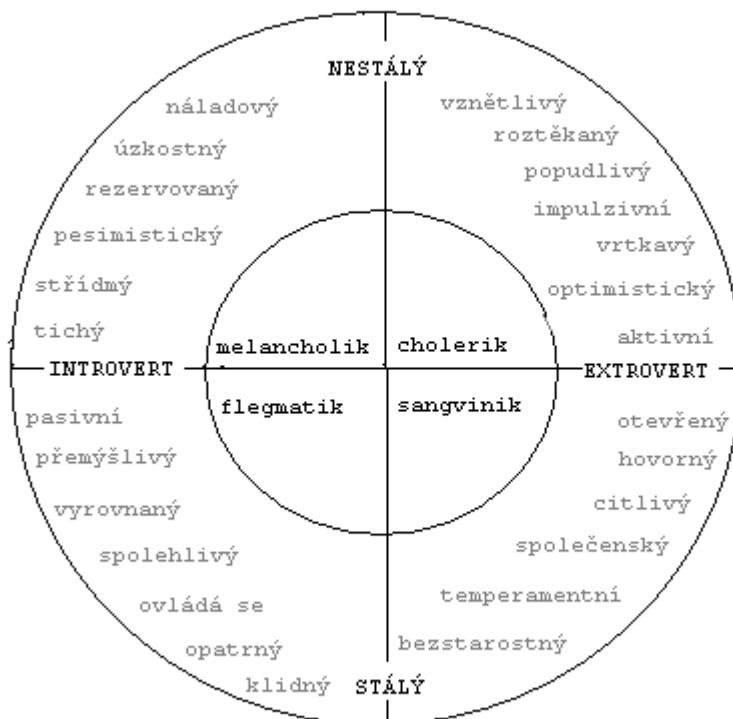 NESTÁLÝ
náladový
vznětlivý
roztěkaný
úzkostný
popudlivý
rezervovaný
impulzivní
pesimistický
vrtkavý
střídmý
optimistický
tichý
aktivní
melancholik
cholerik
INTROVERT
EXTROVERT
flegmatik
sangvinik
pasivní
otevřený
přemýšlivý
hovorný
vyrovnaný
citlivý
spolehlivý
společenský
ovládá se
temperamentní
opatrný
bezstarostný
klidný
STÁLÝ